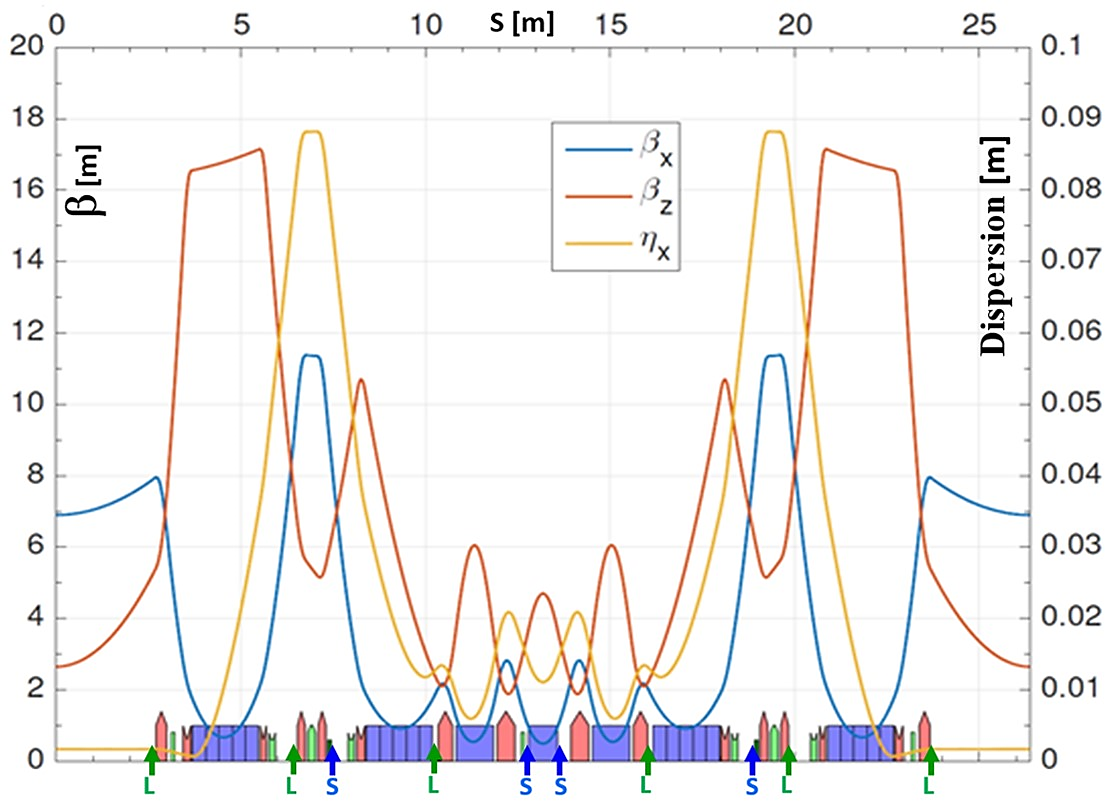 0 5 10 S [m] 15 20 25
20 0.1
18 0.09
16 0.08
14 0.07
12 0.06
10 0.05
8 0.04
6 0.03
4 0.02
2 0.01
0 0
β [m]
Dispersion [m]
βx
βz
ηx
L L S L S S L S L L